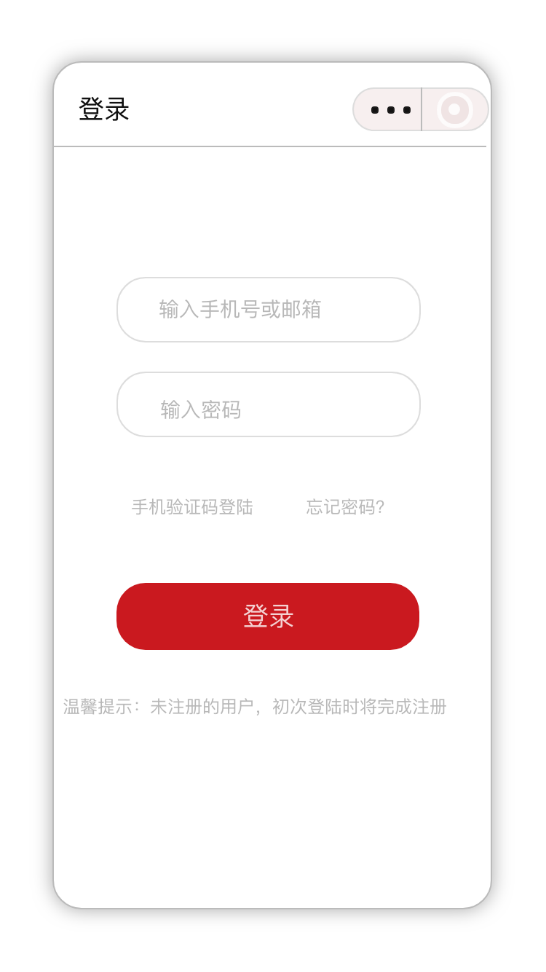 登录
输入手机号或邮箱
输入密码
手机验证码登陆 忘记密码?
登录
温馨提示：未注册的用户，初次登陆时将完成注册